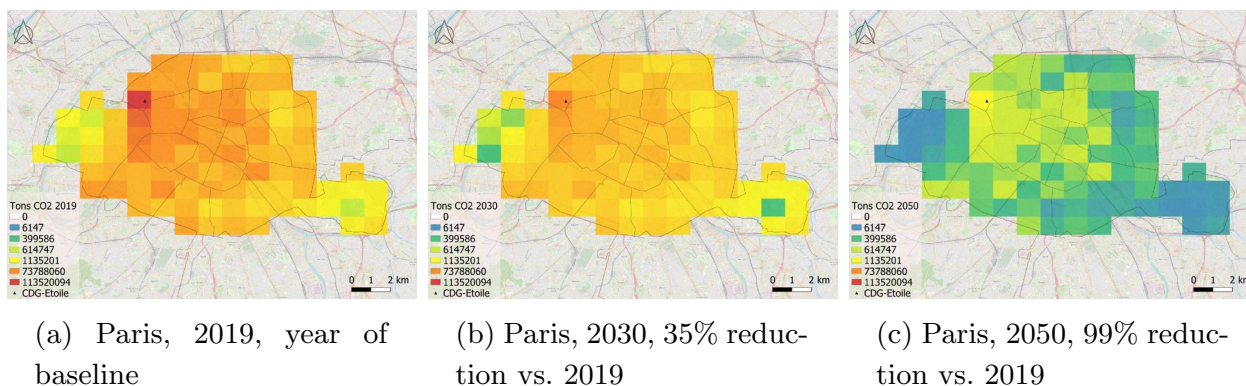 Tons CO2 2019
0
6147
399586
614747
1135201
73788060
113520094
CDG-Etoile
0 1 2 km
Tons CO2 2030
0
6147
399586
614747
1135201
73788060
113520094
CDG-Etoile
0 1 2 km
Tons CO2 2050
0
6147
399586
614747
1135201
73788060
113520094
CDG-Etoile
0 1 2 km
(a) Paris, 2019, year of
baseline
(b) Paris, 2030, 35% reduc-
tion vs. 2019
(c) Paris, 2050, 99% reduc-
tion vs. 2019